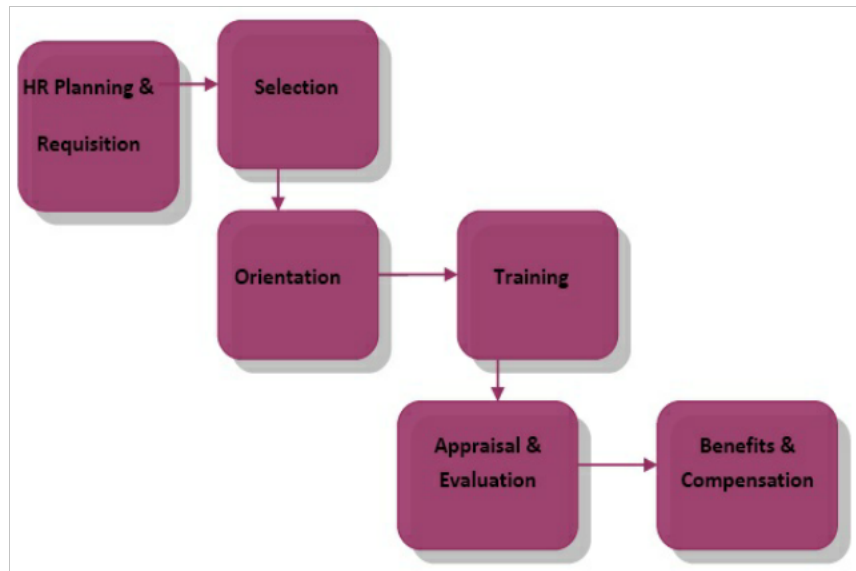 HR Planning &
Requisition
Selection
Orientation
Training
Appraisal &
Evaluation
Benefits &
Compensation